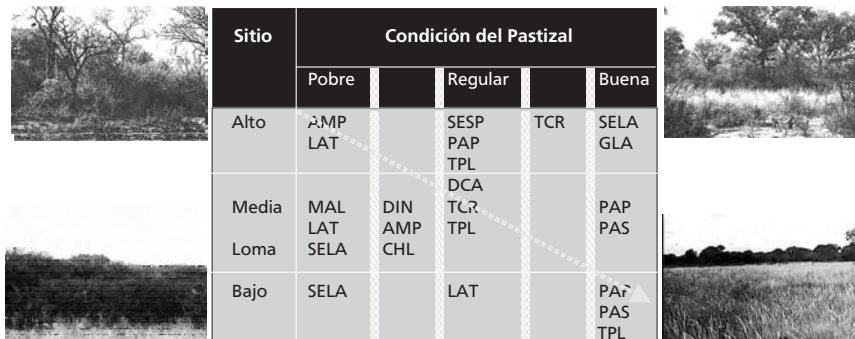 Sitio Condición del Pastizal
Pobre Regular Buena
Alto AMP SESP TCR SELA
LAT PAP GLA
TPL
DCA
Media MAL DIN TCR PAP
LAT AMP TPL PAS
Loma SELA CHL
Bajo SELA LAT PAP
PAS
TPL